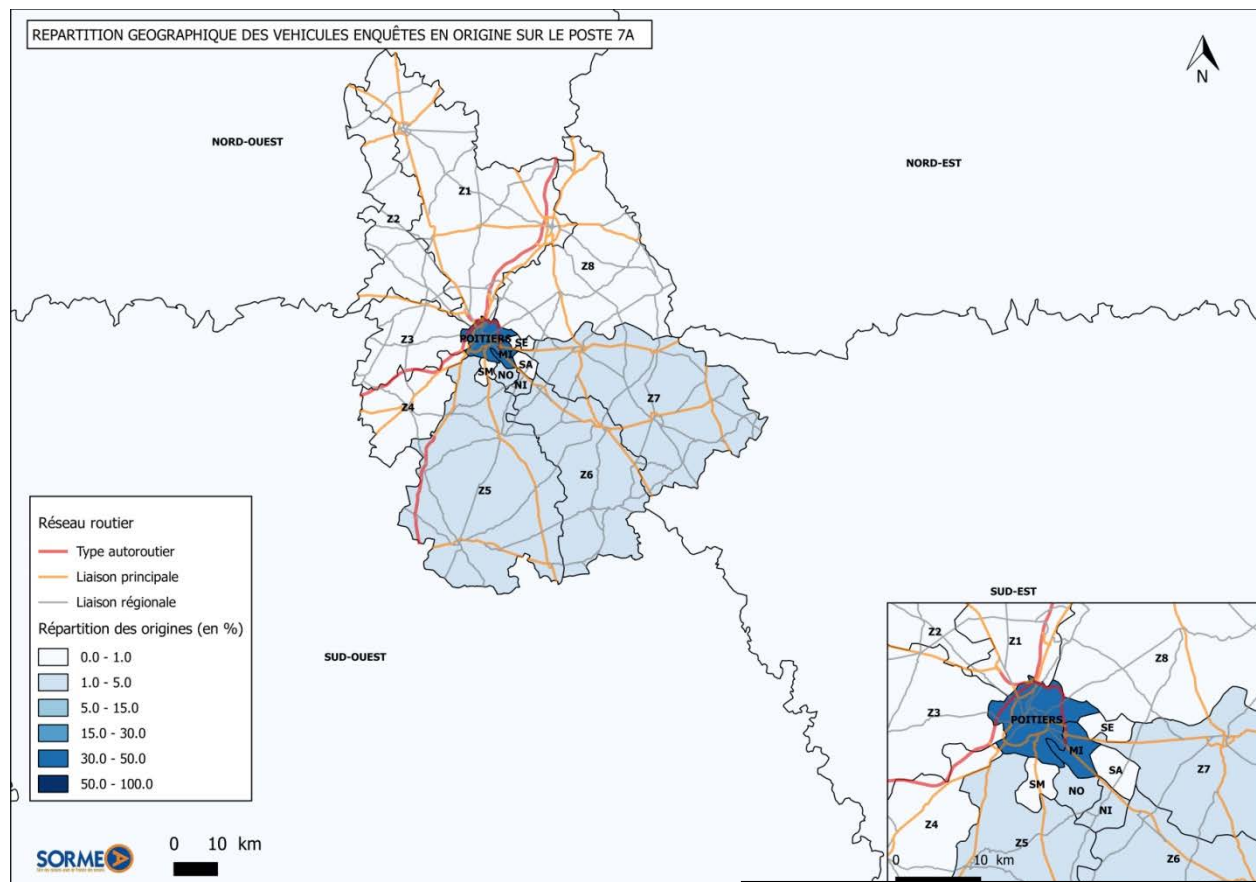 REPARTITION GEOGRAPHIQUE DES VEHICULES ENQUÊTES EN ORIGINE SUR LE POSTE 7A
N
NORD-OUEST
NORD-EST
Z1
Z2
Z8
Z3
POITIERS
SE
MI
SA
SM
NO
NI
Z4
Z7
Z5
Z6
SUD-OUEST
SUD-EST
Réseau routier
Type autoroutier
Liaison principale
Liaison régionale
Répartition des origines (en %)
0.0 - 1.0
1.0 - 5.0
5.0 - 15.0
15.0 - 30.0
30.0 - 50.0
50.0 - 100.0
SORMEA
0 10 km
Z2
Z1
Z8
Z3
POITIERS
SE
MI
SA
Z7
SM
NO
NI
Z4
Z5
Z6
0 10 km